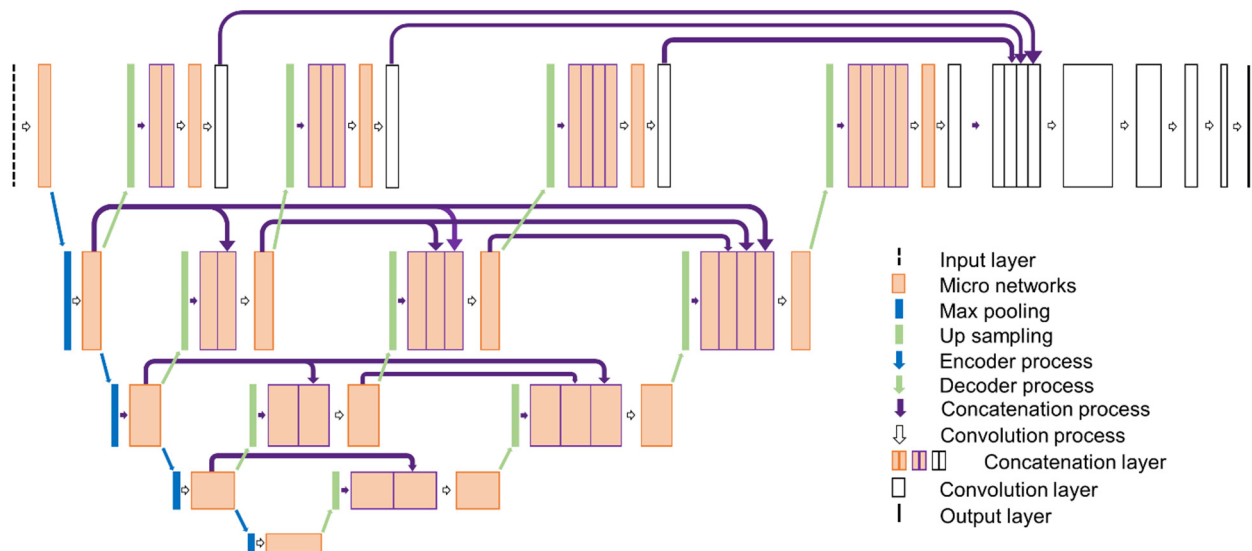 Input layer
Micro networks
Max pooling
Up sampling
Encoder process
Decoder process
Concatenation process
Convolution process
Concatenation layer
Convolution layer
Output layer